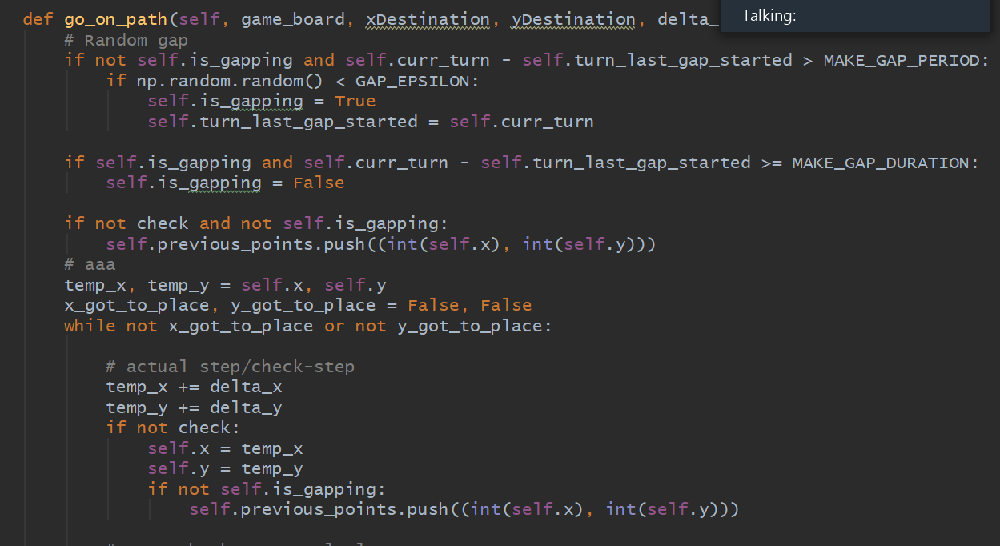 def go_on_path(self, game_board, xDestination, yDestination, delta_
Talking:
# Random gap
if not self.is_gapping and self.curr_turn - self.turn_last_gap_started > MAKE_GAP_PERIOD:
if np.random.random() < GAP_EPSILON:
self.is_gapping = True
self.turn_last_gap_started = self.curr_turn
if self.is_gapping and self.curr_turn - self.turn_last_gap_started >= MAKE_GAP_DURATION:
self.is_gapping = False
if not check and not self.is_gapping:
self.previous_points.push((int(self.x), int(self.y)))
# aaa
temp_x, temp_y = self.x, self.y
x_got_to_place, y_got_to_place = False, False
while not x_got_to_place or not y_got_to_place:
# actual step/check-step
temp_x += delta_x
temp_y += delta_y
if not check:
self.x = temp_x
self.y = temp_y
if not self.is_gapping:
self.previous_points.push((int(self.x), int(self.y)))